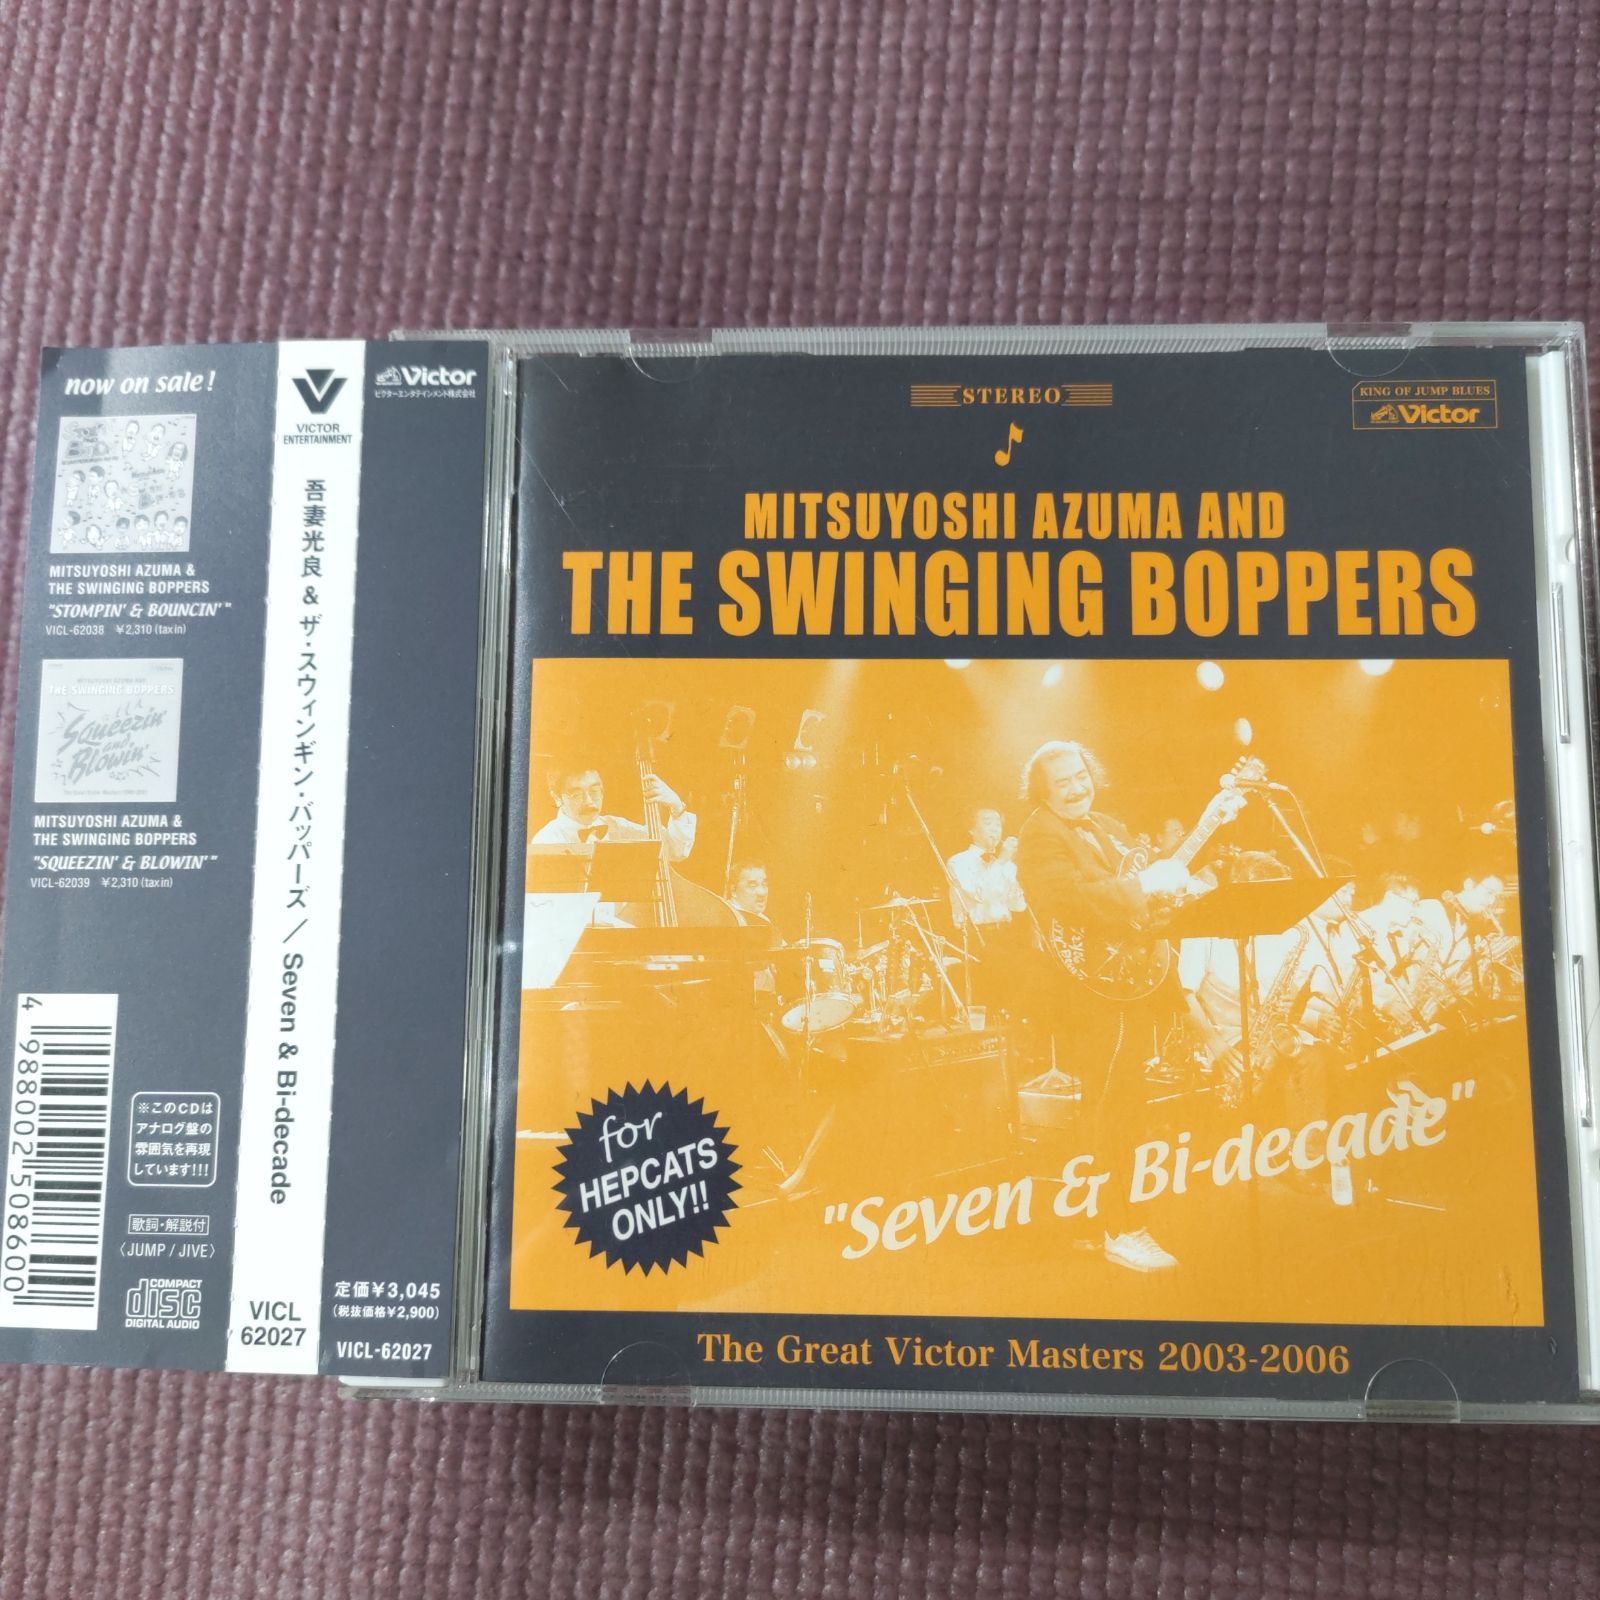 now on sale!
MITSUYOSHI AZUMA &
THE SWINGING BOPPERS
"STOMPIN' & BOUNCIN'"
VICL-62038 ¥2,310 (tax in)
MITSUYOSHI AZUMA AND
THE SWINGING BOPPERS
Squeezin'
and
Blowin'
MITSUYOSHI AZUMA &
THE SWINGING BOPPERS
"SQUEEZIN' & BLOWIN'"
VICL-62039 ¥2,310 (tax in)
4 988002 508600
※このCDは
アナログ盤の
雰囲気を再現
しています!!!
歌詞・解説付
〈JUMP / JIVE〉
COMPACT
disc
DIGITAL AUDIO
VICTOR
ENTERTAINMENT
吾妻光良 & ザ・スウィンギン・バッパーズ / Seven & Bi-decade
VICL
62027
Victor
ビクターエンタテインメント株式会社
定価¥3,045
(税抜価格¥2,900)
VICL-62027
STEREO
KING OF JUMP BLUES
Victor
MITSUYOSHI AZUMA AND
THE SWINGING BOPPERS
for
HEPCATS
ONLY!!
"Seven & Bi-decade"
The Great Victor Masters 2003-2006